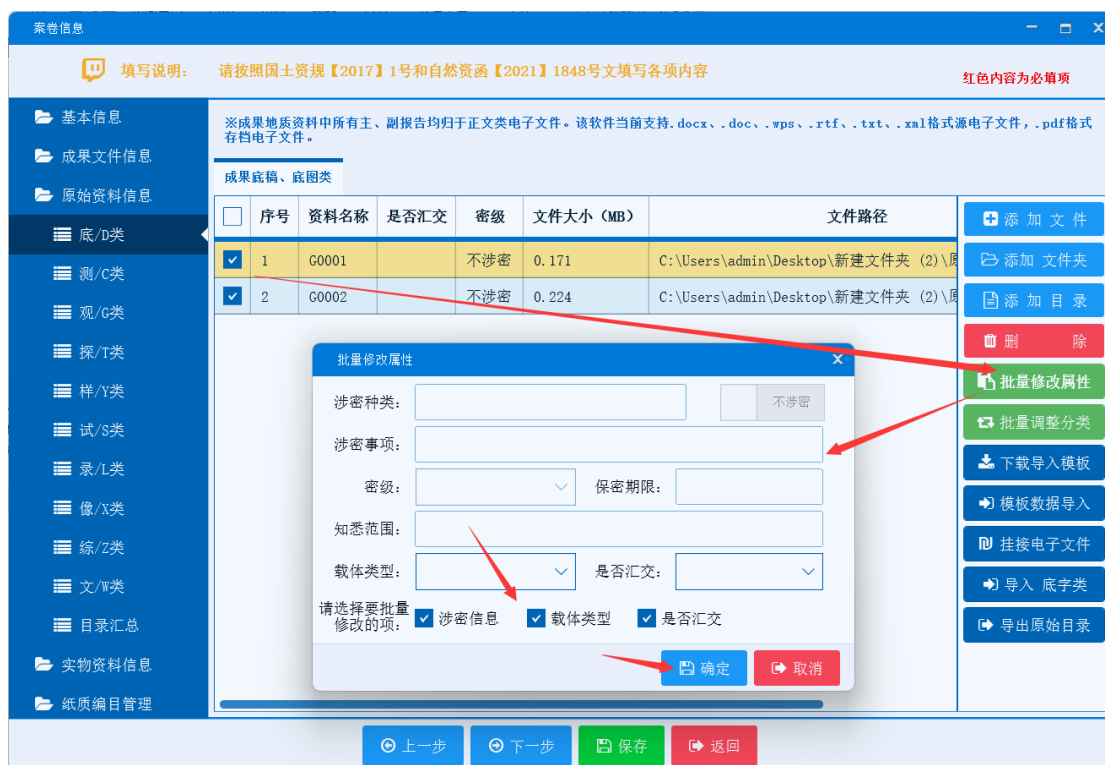 案卷信息
填写说明： 请按照国土资规【2017】1号和自然资函【2021】1848号文填写各项内容
红色内容为必填项
基本信息
成果文件信息
原始资料信息
底/D类
测/C类
观/G类
探/T类
样/Y类
试/S类
录/L类
像/X类
综/Z类
文/W类
目录汇总
实物资料信息
纸质编目管理
※成果地质资料中所有主、副报告均归于正文类电子文件。该软件当前支持.docx、.doc、.wps、.rtf、.txt、.xml格式源电子文件，.pdf格式
存档电子文件。
成果底稿、底图类
序号 资料名称 是否汇交 密级 文件大小（MB） 文件路径
1 G0001 不涉密 0.171 C:\Users\admin\Desktop\新建文件夹 (2)\
2 G0002 不涉密 0.224 C:\Users\admin\Desktop\新建文件夹 (2)\
添加文件
添加 文件夹
添加目录
删 除
批量修改属性
批量调整分类
下载导入模板
模板数据导入
挂接电子文件
导入 底字类
导出原始目录
批量修改属性
涉密种类： 不涉密
涉密事项：
密级： 保密期限：
知悉范围：
载体类型： 是否汇交：
请选择要批量
修改的项： 涉密信息 载体类型 是否汇交
确定 取消
上一步 下一步 保存 返回